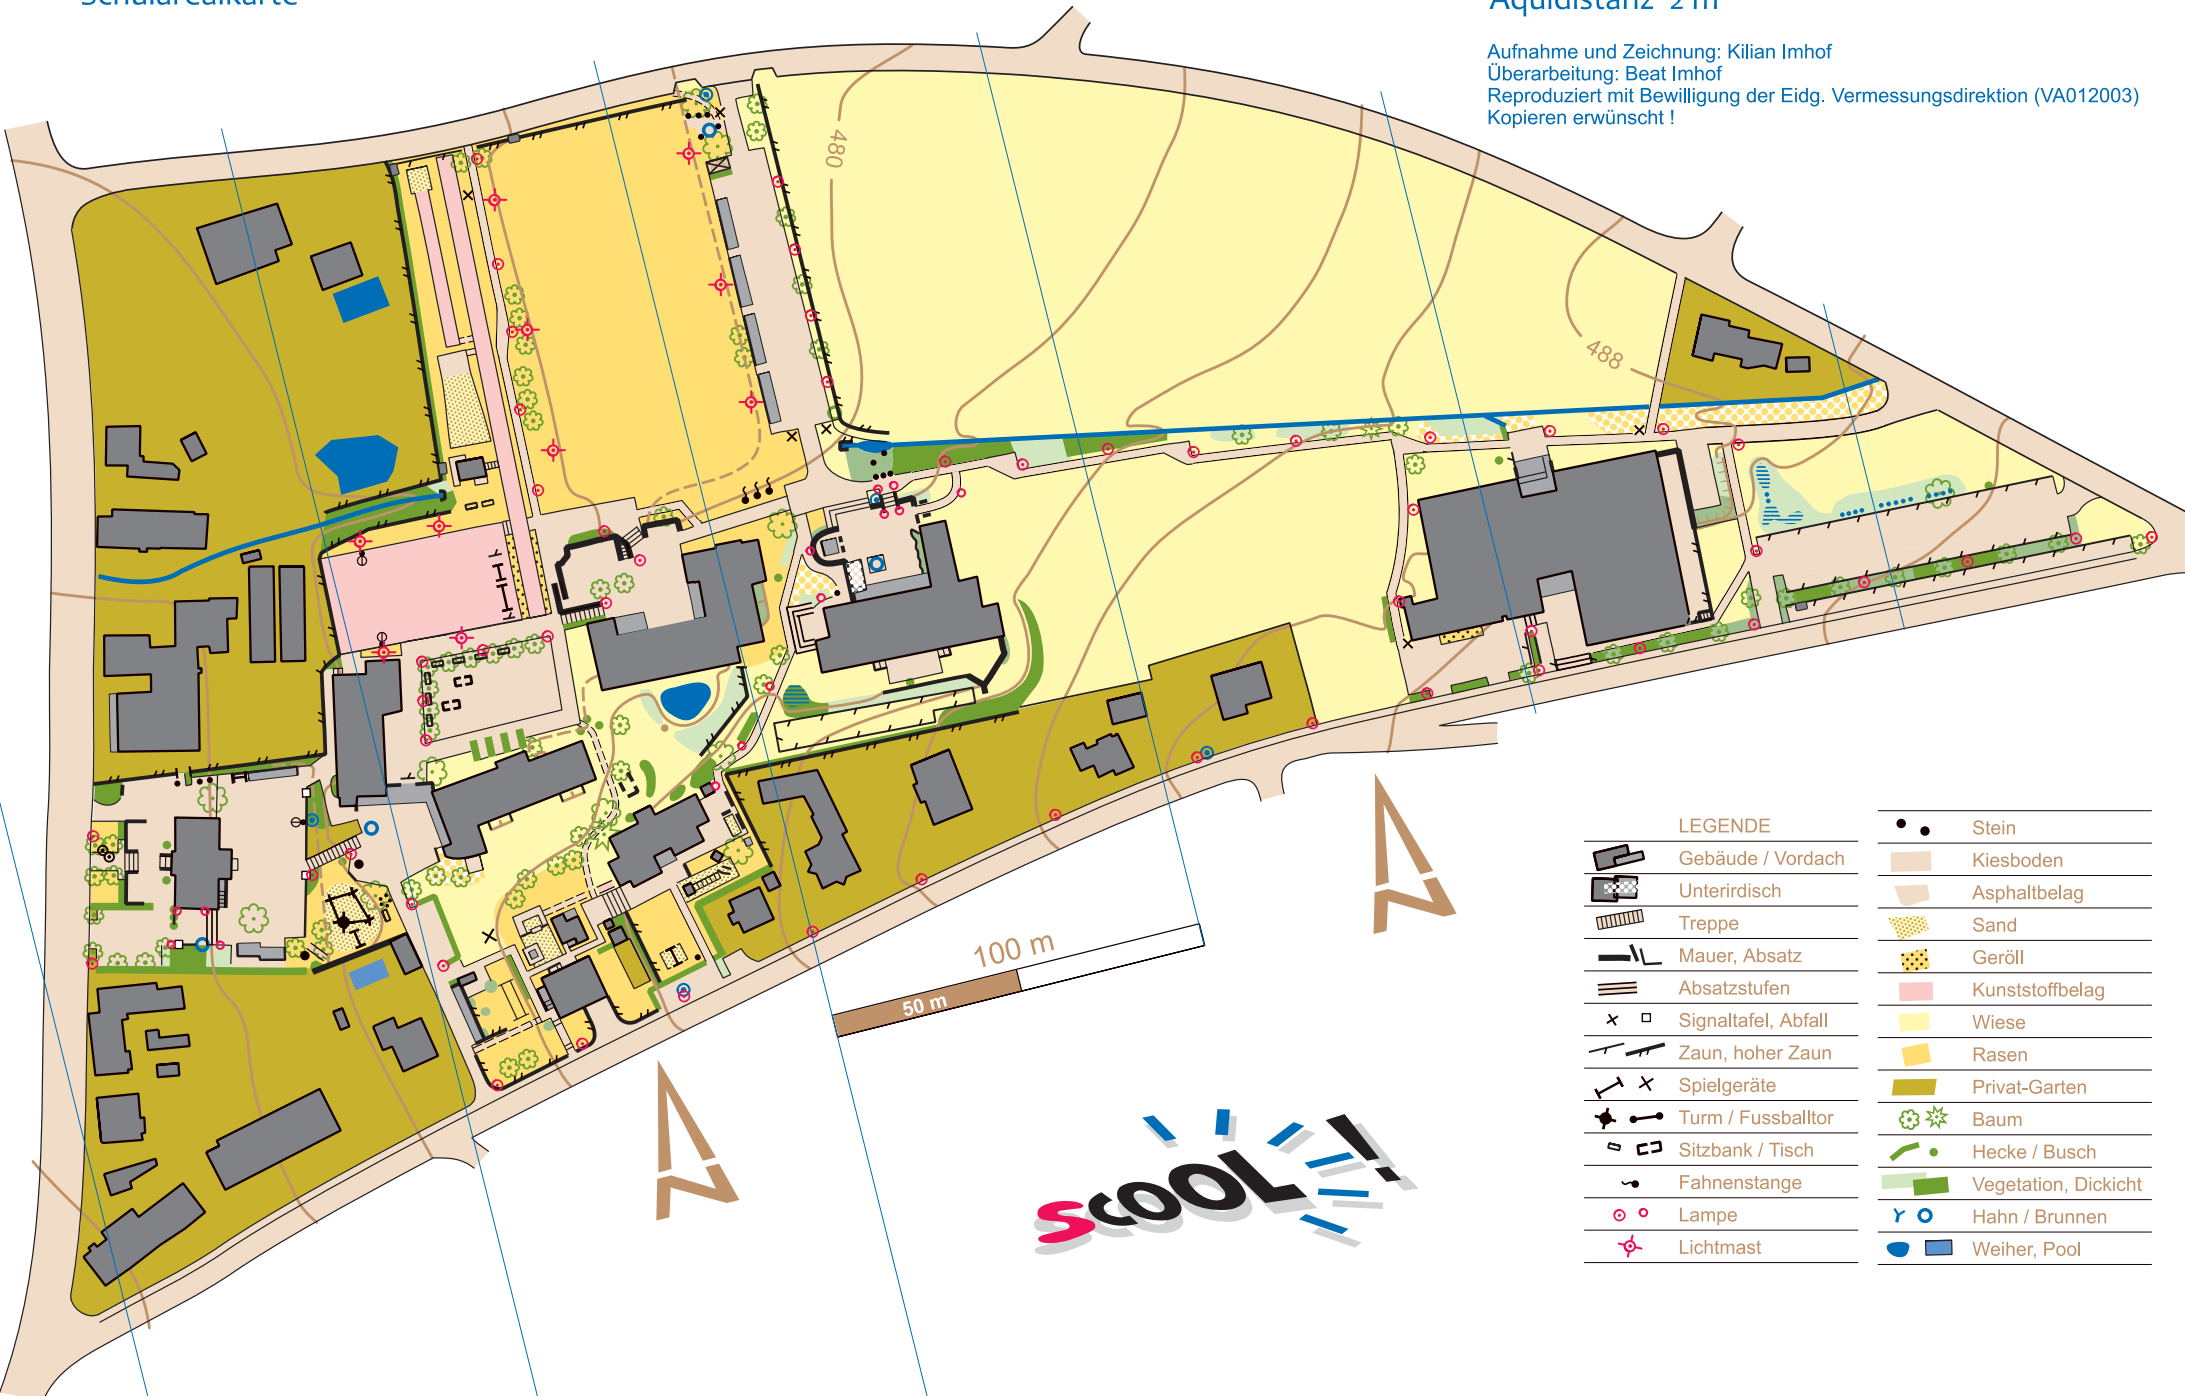 Schularealkarte
Äquidistanz 2 m
Aufnahme und Zeichnung: Kilian Imhof
Überarbeitung: Beat Imhof
Reproduziert mit Bewilligung der Eidg. Vermessungsdirektion (VA012003)
Kopieren erwünscht !
480
488
100 m
50 m
scOOL!
LEGENDE
Gebäude / Vordach
Unterirdisch
Treppe
Mauer, Absatz
Absatzstufen
Signaltafel, Abfall
Zaun, hoher Zaun
Spielgeräte
Turm / Fussballtor
Sitzbank / Tisch
Fahnenstange
Lampe
Lichtmast
Stein
Kiesboden
Asphaltbelag
Sand
Geröll
Kunststoffbelag
Wiese
Rasen
Privat-Garten
Baum
Hecke / Busch
Vegetation, Dickicht
Hahn / Brunnen
Weiher, Pool